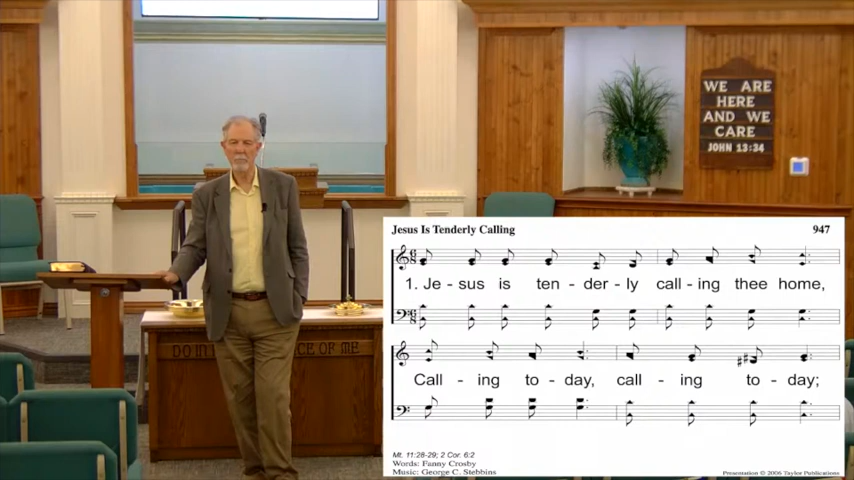 WE ARE
HERE
AND WE
CARE
JOHN 13:34
Jesus Is Tenderly Calling 947
1. Je - sus is ten - der - ly call - ing thee home,
Call - ing to - day, call - ing to - day;
Mt. 11:28-29; 2 Cor. 6:2
Words: Fanny Crosby
Music: George C. Stebbins
Presentation © 2006 Taylor Publications
OF ME